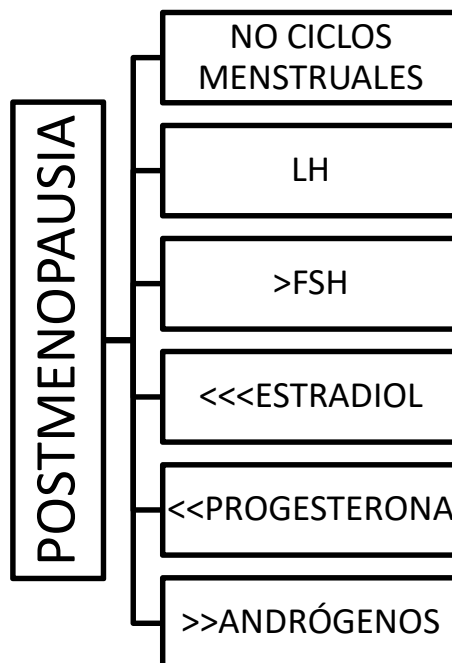 POSTMENOPAUSIA
NO CICLOS
MENSTRUALES
LH
>FSH
<<<ESTRADIOL
<<PROGESTERONA
>>ANDRÓGENOS